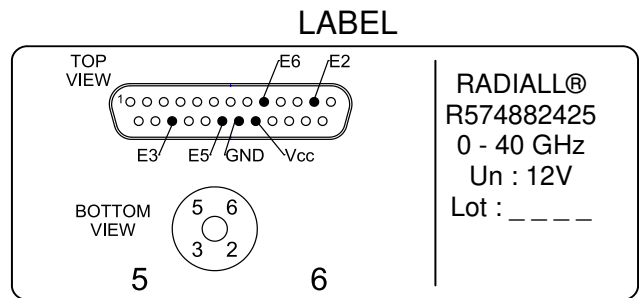 LABEL
TOP
VIEW
E6 E2
1
E3 E5 GND Vcc
BOTTOM
VIEW
5 6
3 2
5 6
RADIALL®
R574882425
0 - 40 GHz
Un : 12V
Lot : _ _ _ _